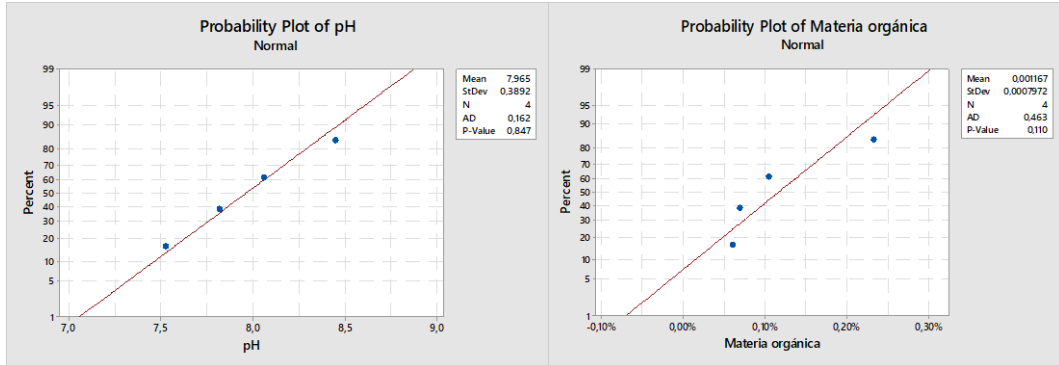 Probability Plot of pH
Normal
99
95
90
80
70
60
50
40
30
20
10
5
1
Percent
7,0 7,5 8,0 8,5 9,0
pH
Mean 7,965
StDev 0,3892
N 4
AD 0,162
P-Value 0,847
Probability Plot of Materia orgánica
Normal
99
95
90
80
70
60
50
40
30
20
10
5
1
Percent
-0,10% 0,00% 0,10% 0,20% 0,30%
Materia orgánica
Mean 0,001167
StDev 0,0007972
N 4
AD 0,463
P-Value 0,110